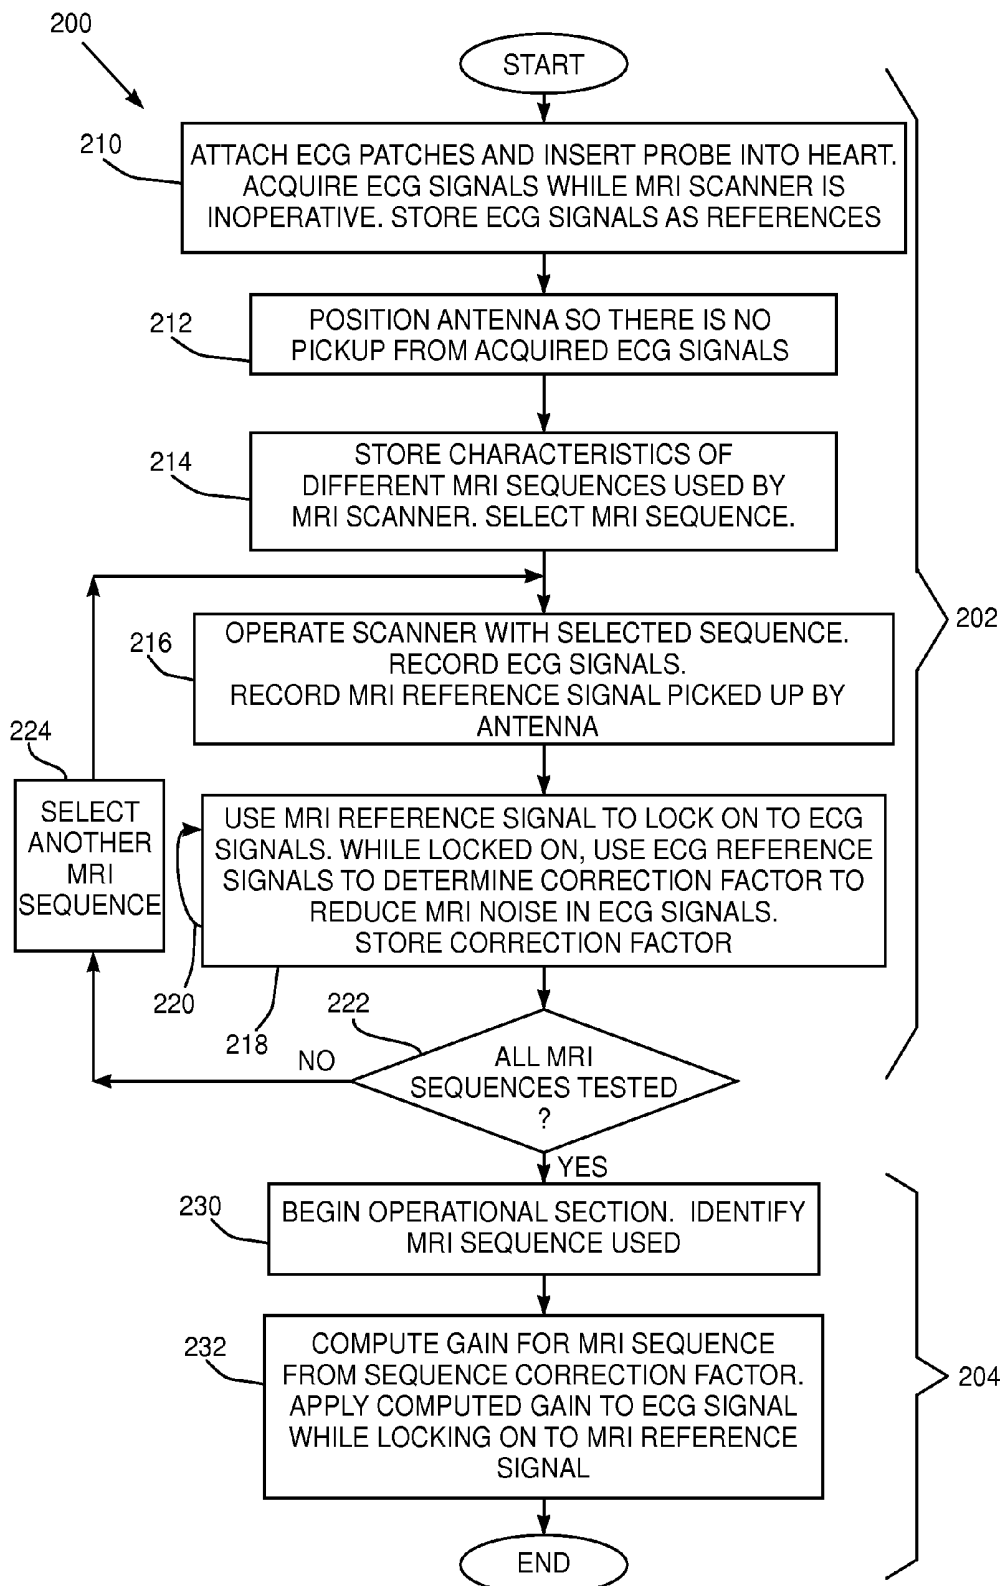 200
START
210
ATTACH ECG PATCHES AND INSERT PROBE INTO HEART.
ACQUIRE ECG SIGNALS WHILE MRI SCANNER IS
INOPERATIVE. STORE ECG SIGNALS AS REFERENCES
212
POSITION ANTENNA SO THERE IS NO
PICKUP FROM ACQUIRED ECG SIGNALS
214
STORE CHARACTERISTICS OF
DIFFERENT MRI SEQUENCES USED BY
MRI SCANNER. SELECT MRI SEQUENCE.
202
216
OPERATE SCANNER WITH SELECTED SEQUENCE.
RECORD ECG SIGNALS.
RECORD MRI REFERENCE SIGNAL PICKED UP BY
ANTENNA
224
SELECT
ANOTHER
MRI
SEQUENCE
USE MRI REFERENCE SIGNAL TO LOCK ON TO ECG
SIGNALS. WHILE LOCKED ON, USE ECG REFERENCE
SIGNALS TO DETERMINE CORRECTION FACTOR TO
REDUCE MRI NOISE IN ECG SIGNALS.
STORE CORRECTION FACTOR
220
218
222
NO
ALL MRI
SEQUENCES TESTED
?
YES
230
BEGIN OPERATIONAL SECTION. IDENTIFY
MRI SEQUENCE USED
232
COMPUTE GAIN FOR MRI SEQUENCE
FROM SEQUENCE CORRECTION FACTOR.
APPLY COMPUTED GAIN TO ECG SIGNAL
WHILE LOCKING ON TO MRI REFERENCE
SIGNAL
204
END